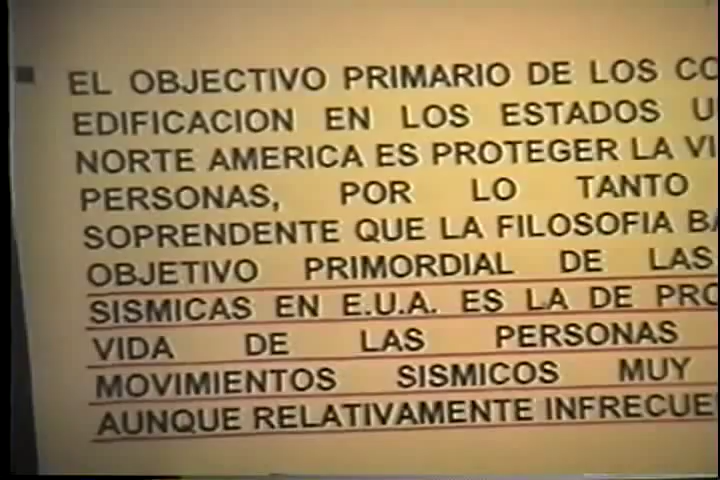 EL OBJECTIVO PRIMARIO DE LOS
EDIFICACION EN LOS ESTADOS
NORTE AMERICA ES PROTEGER LA
PERSONAS, POR LO TANTO
SOPRENDENTE QUE LA FILOSOFIA
OBJETIVO PRIMORDIAL DE LAS
SISMICAS EN E.U.A. ES LA DE
VIDA DE LAS PERSONAS
MOVIMIENTOS SISMICOS MUY
AUNQUE RELATIVAMENTE